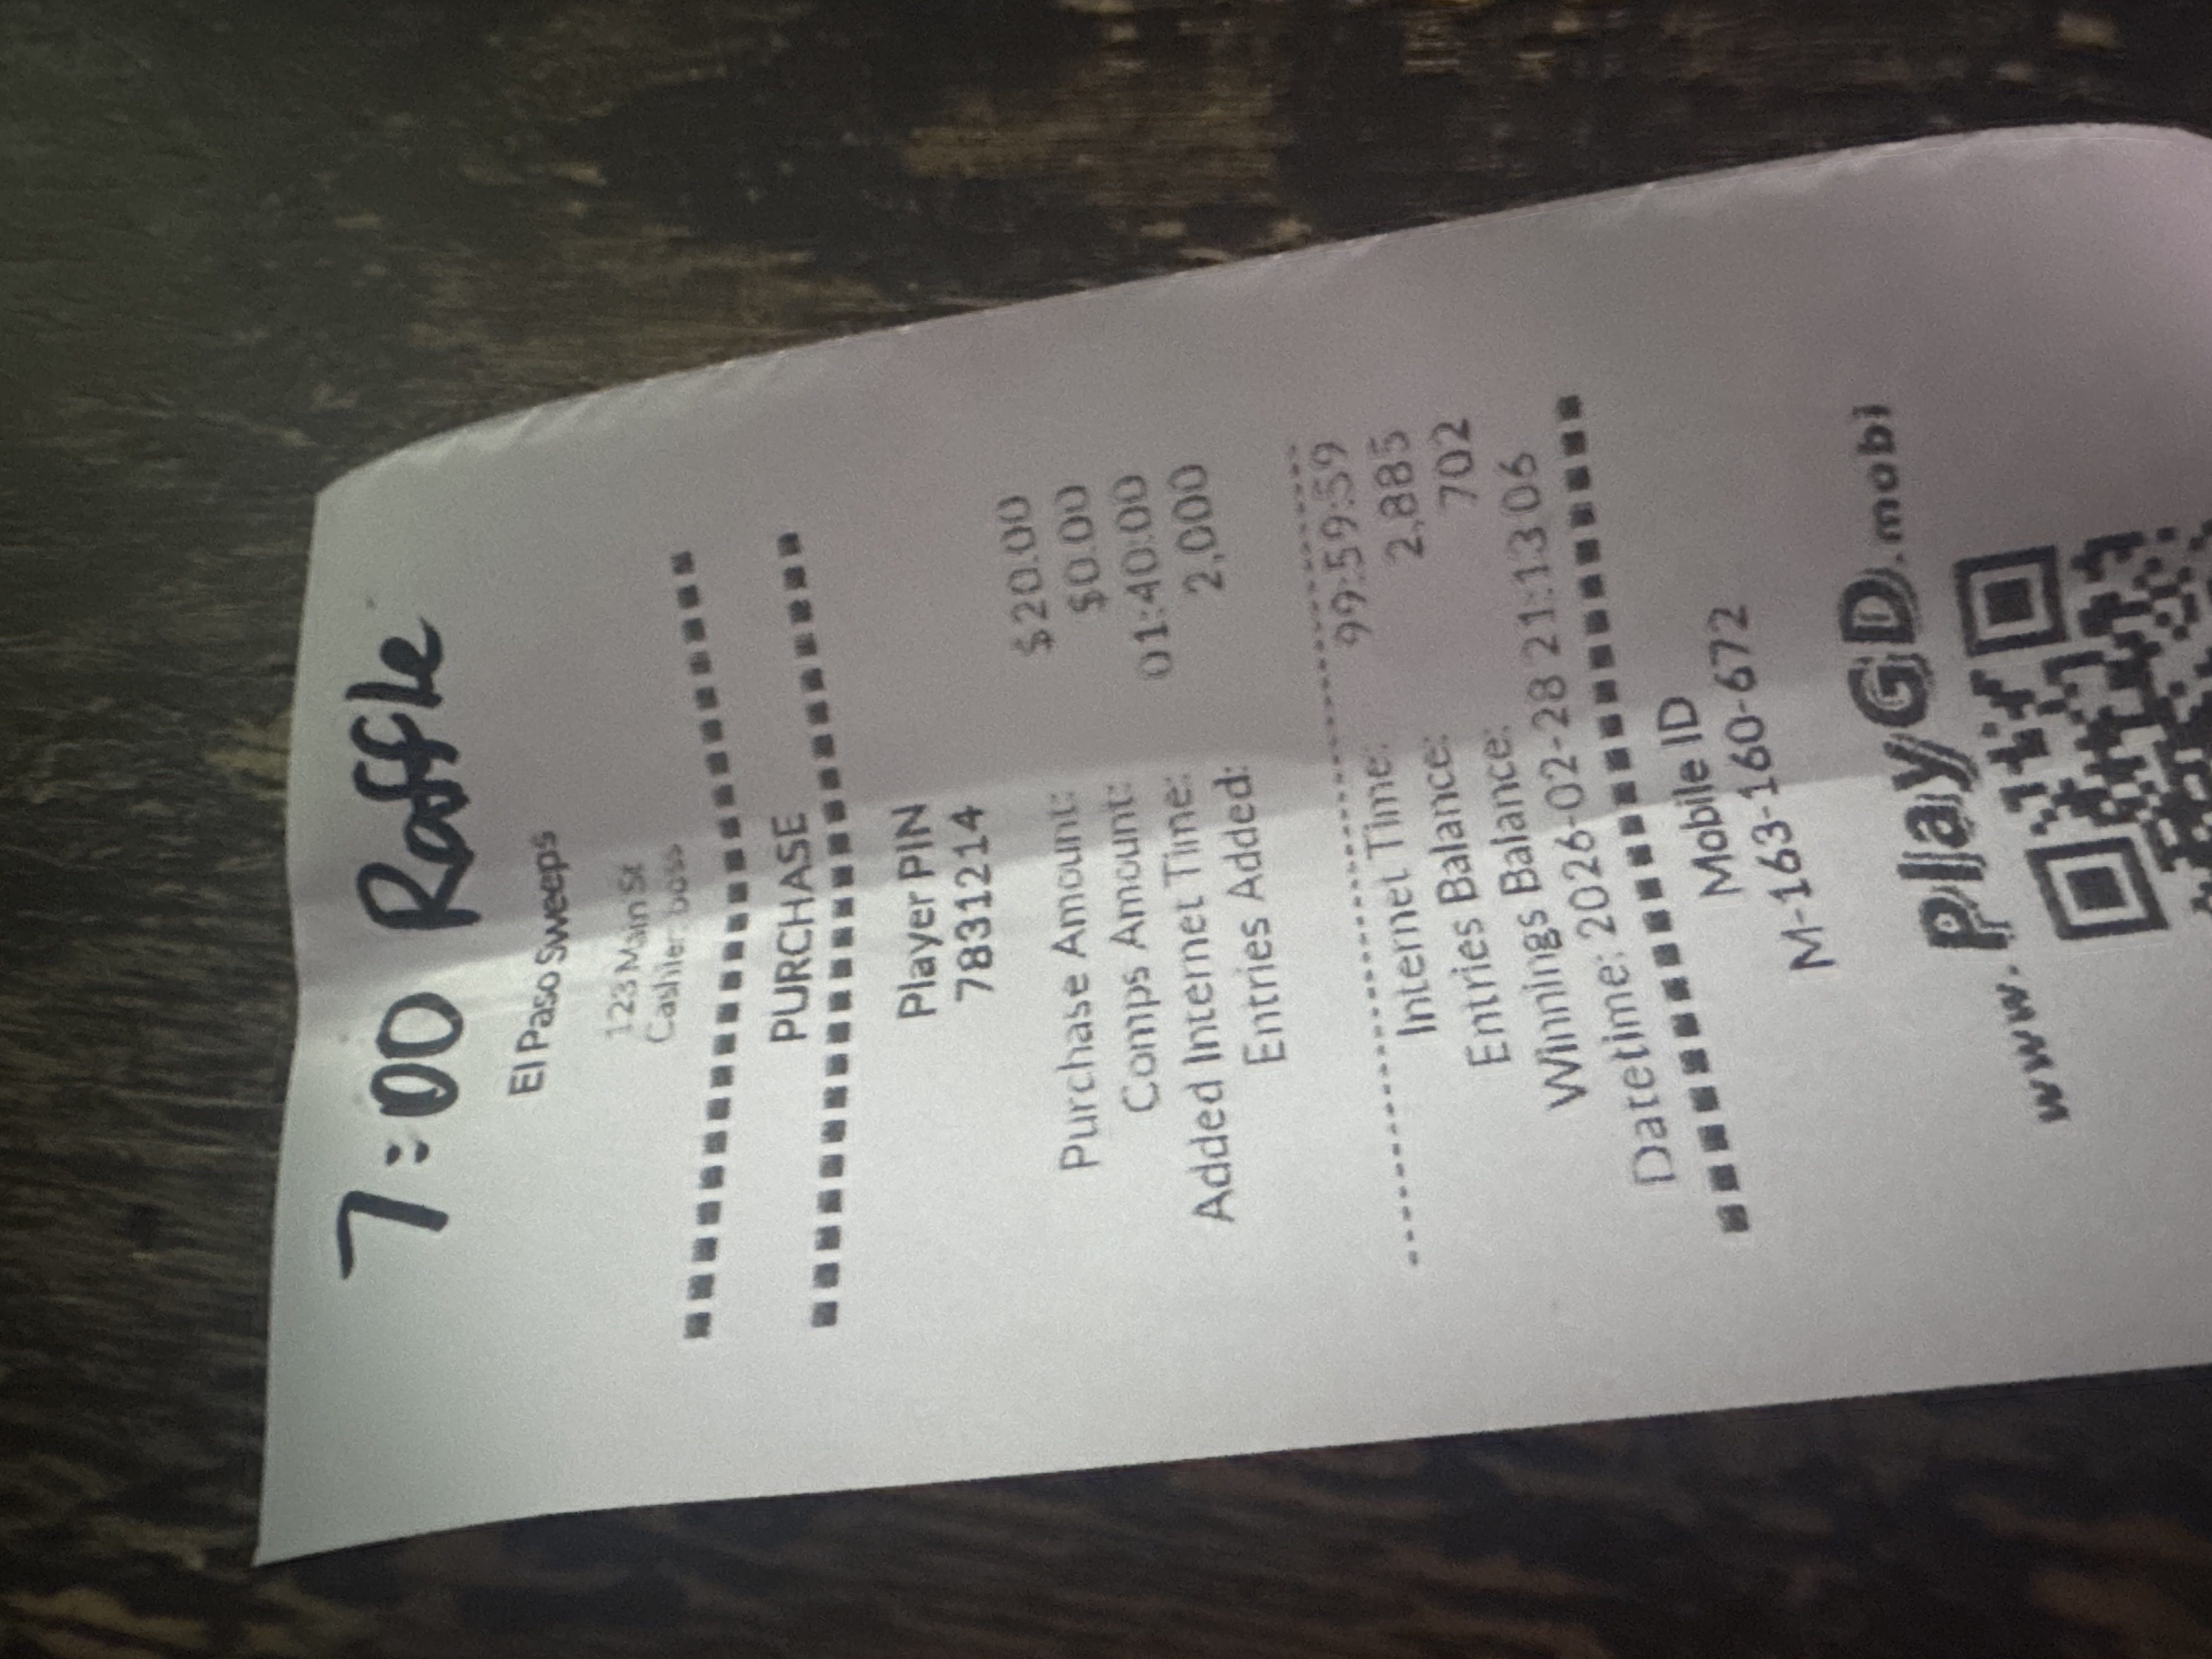 7:00 Raffle
El Paso Sweeps
123 Main St
Cashier: boss
PURCHASE
Player PIN
7831214
Purchase Amount: $20.00
Comps Amount: $0.00
Added Internet Time: 01:40:00
Entries Added: 2,000
Internet Time: 99:59:59
Entries Balance: 2,885
Winnings Balance: 702
Datetime: 2026-02-28 21:13:06
Mobile ID
M-163-160-672
www.PlayGD.mobi